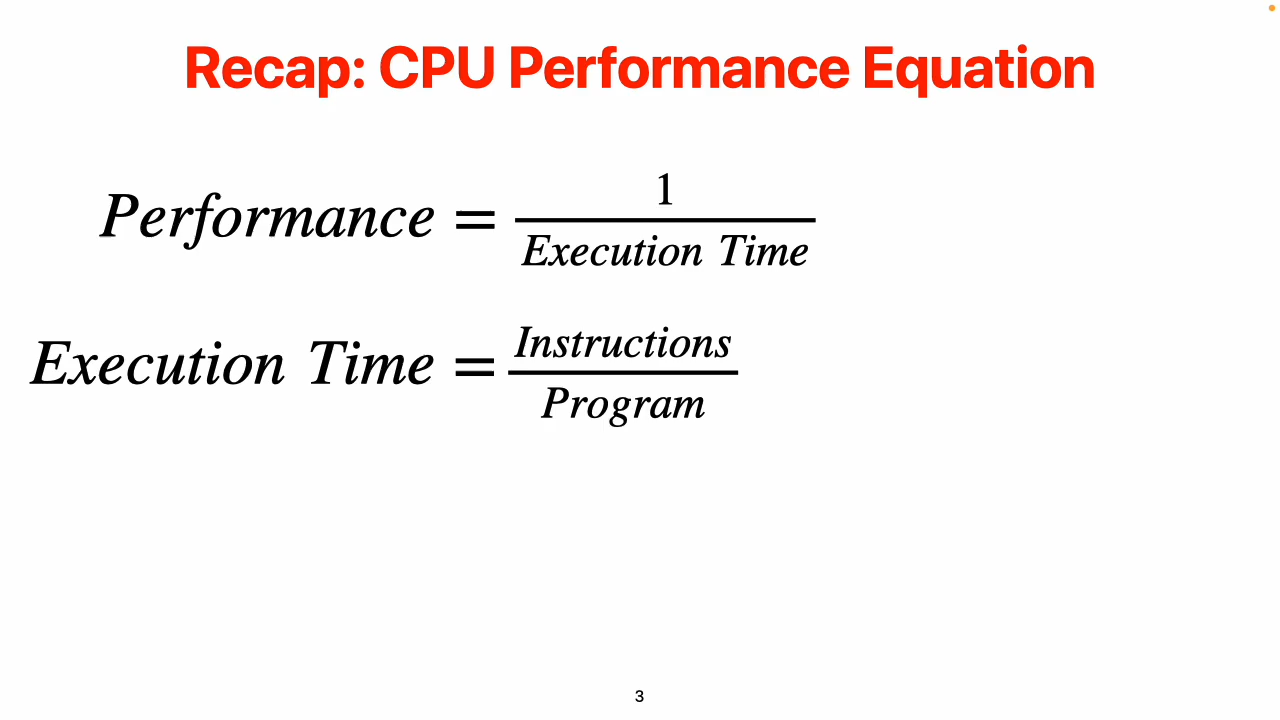 Recap: CPU Performance Equation
Performance = 1 / Execution Time
Execution Time = Instructions / Program
3